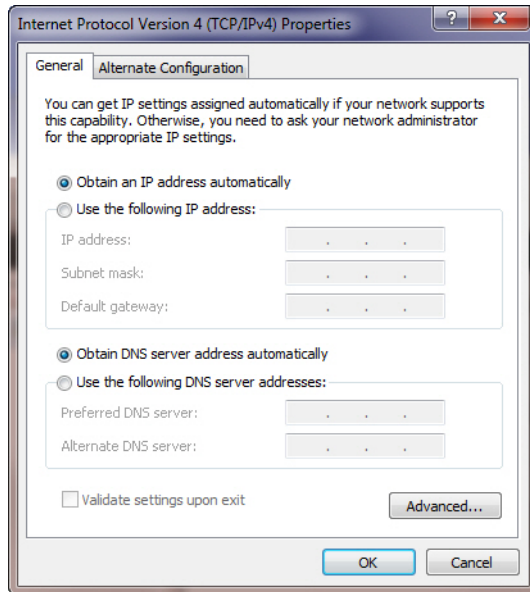 Internet Protocol Version 4 (TCP/IPv4) Properties
General
Alternate Configuration
You can get IP settings assigned automatically if your network supports
this capability. Otherwise, you need to ask your network administrator
for the appropriate IP settings.
Obtain an IP address automatically
Use the following IP address:
IP address:
Subnet mask:
Default gateway:
Obtain DNS server address automatically
Use the following DNS server addresses:
Preferred DNS server:
Alternate DNS server:
Validate settings upon exit
Advanced...
OK
Cancel